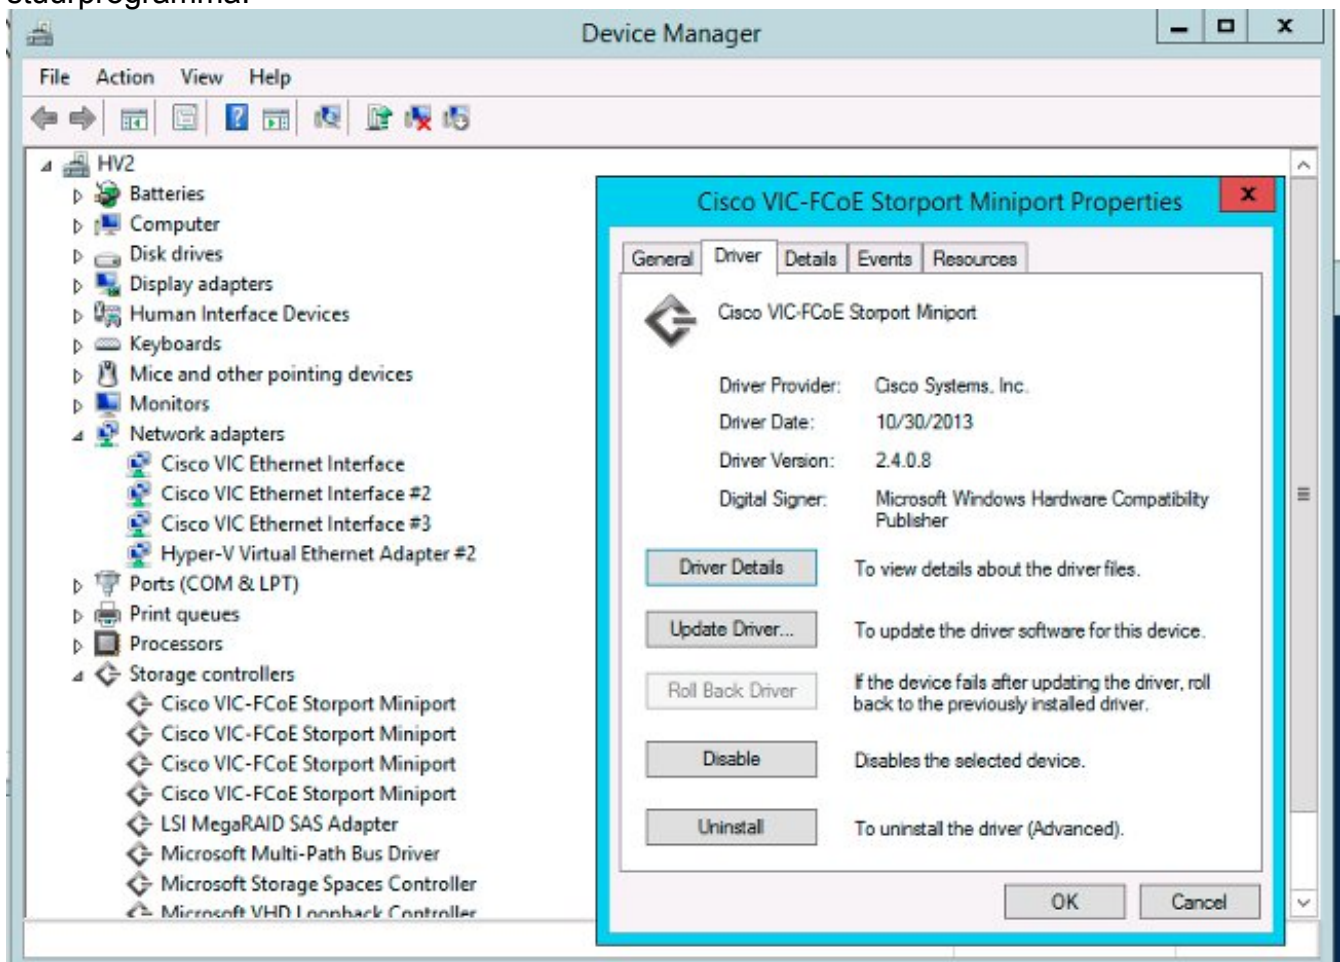 stuurprogramma.
Device Manager
File Action View Help
HV2
Batteries
Computer
Disk drives
Display adapters
Human Interface Devices
Keyboards
Mice and other pointing devices
Monitors
Network adapters
Cisco VIC Ethernet Interface
Cisco VIC Ethernet Interface #2
Cisco VIC Ethernet Interface #3
Hyper-V Virtual Ethernet Adapter #2
Ports (COM & LPT)
Print queues
Processors
Storage controllers
Cisco VIC-FCoE Storport Miniport
Cisco VIC-FCoE Storport Miniport
Cisco VIC-FCoE Storport Miniport
Cisco VIC-FCoE Storport Miniport
LSI MegaRAID SAS Adapter
Microsoft Multi-Path Bus Driver
Microsoft Storage Spaces Controller
Microsoft VHD Loopback Controller
Cisco VIC-FCoE Storport Miniport Properties
General Driver Details Events Resources
Cisco VIC-FCoE Storport Miniport
Driver Provider: Cisco Systems, Inc.
Driver Date: 10/30/2013
Driver Version: 2.4.0.8
Digital Signer: Microsoft Windows Hardware Compatibility
Publisher
Driver Details To view details about the driver files.
Update Driver... To update the driver software for this device.
Roll Back Driver If the device fails after updating the driver, roll
back to the previously installed driver.
Disable Disables the selected device.
Uninstall To uninstall the driver (Advanced).
OK Cancel